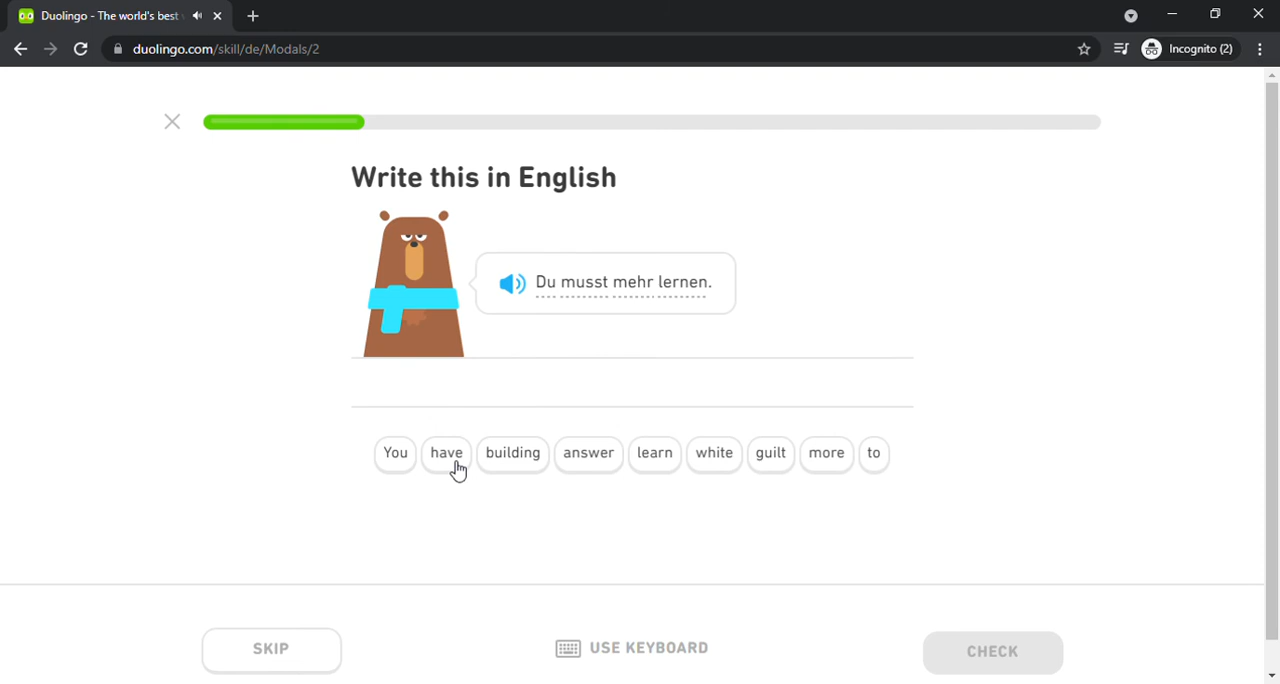 Duolingo - The world's best
duolingo.com/skill/de/Modals/2
Incognito (2)
Write this in English
Du musst mehr lernen.
You have building answer learn white guilt more to
SKIP
USE KEYBOARD
CHECK